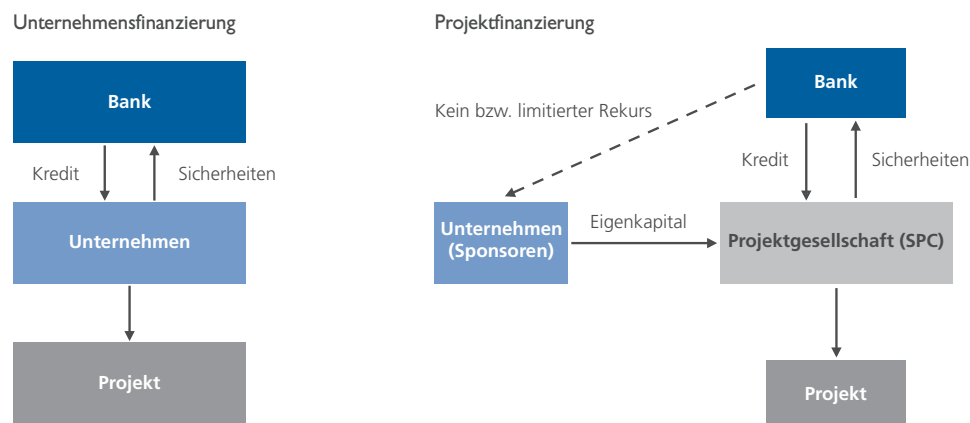 Unternehmensfinanzierung
Bank
Kredit
Sicherheiten
Unternehmen
Projekt
Projektfinanzierung
Bank
Kein bzw. limitierter Rekurs
Kredit
Sicherheiten
Unternehmen
(Sponsoren)
Eigenkapital
Projektgesellschaft (SPC)
Projekt